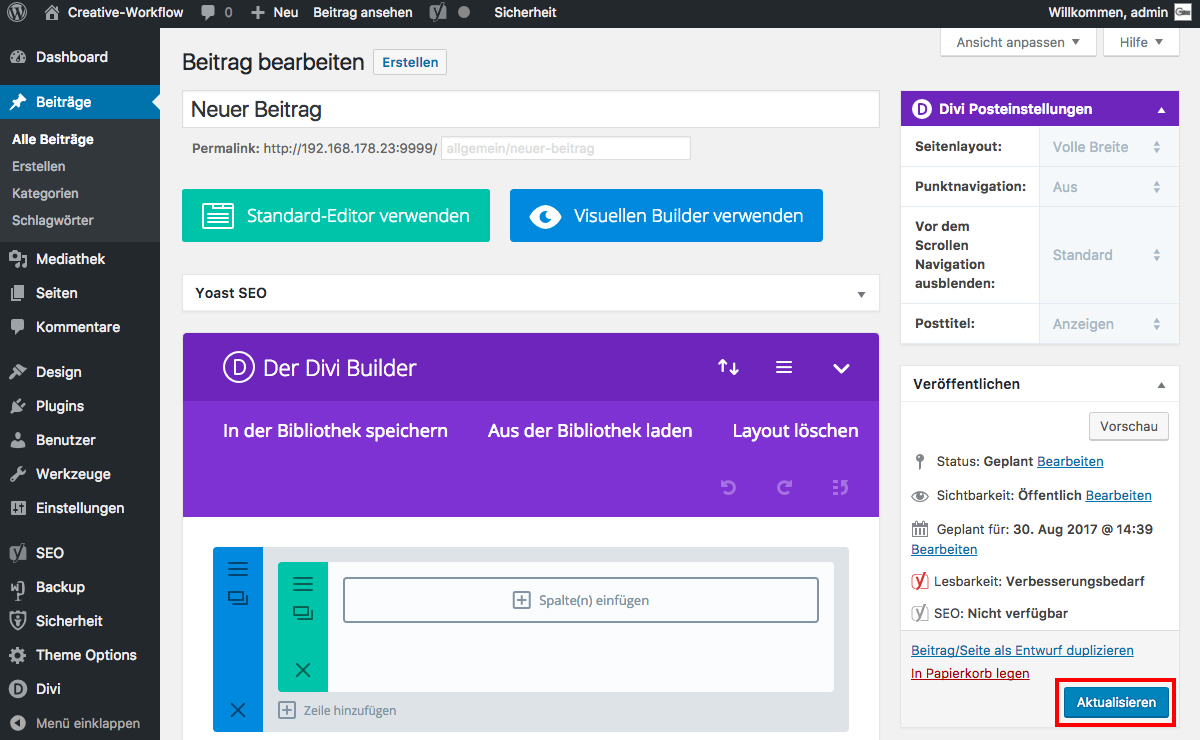 Creative-Workflow 0 Neu Beitrag ansehen Sicherheit Willkommen, admin
Dashboard
Beiträge
Alle Beiträge
Erstellen
Kategorien
Schlagwörter
Mediathek
Seiten
Kommentare
Design
Plugins
Benutzer
Werkzeuge
Einstellungen
SEO
Backup
Sicherheit
Theme Options
Divi
Menü einklappen
Ansicht anpassen Hilfe
Beitrag bearbeiten Erstellen
Neuer Beitrag
Permalink: http://192.168.178.23:9999/ allgemein/neuer-beitrag
Standard-Editor verwenden Visuellen Builder verwenden
Yoast SEO
Der Divi Builder
In der Bibliothek speichern Aus der Bibliothek laden Layout löschen
Spalte(n) einfügen
Zeile hinzufügen
Divi Posteinstellungen
Seitenlayout: Volle Breite
Punktnavigation: Aus
Vor dem
Scrollen
Navigation
ausblenden:
Standard
Posttitel: Anzeigen
Veröffentlichen
Vorschau
Status: Geplant Bearbeiten
Sichtbarkeit: Öffentlich Bearbeiten
Geplant für: 30. Aug 2017 @ 14:39
Bearbeiten
Lesbarkeit: Verbesserungsbedarf
SEO: Nicht verfügbar
Beitrag/Seite als Entwurf duplizieren
In Papierkorb legen
Aktualisieren